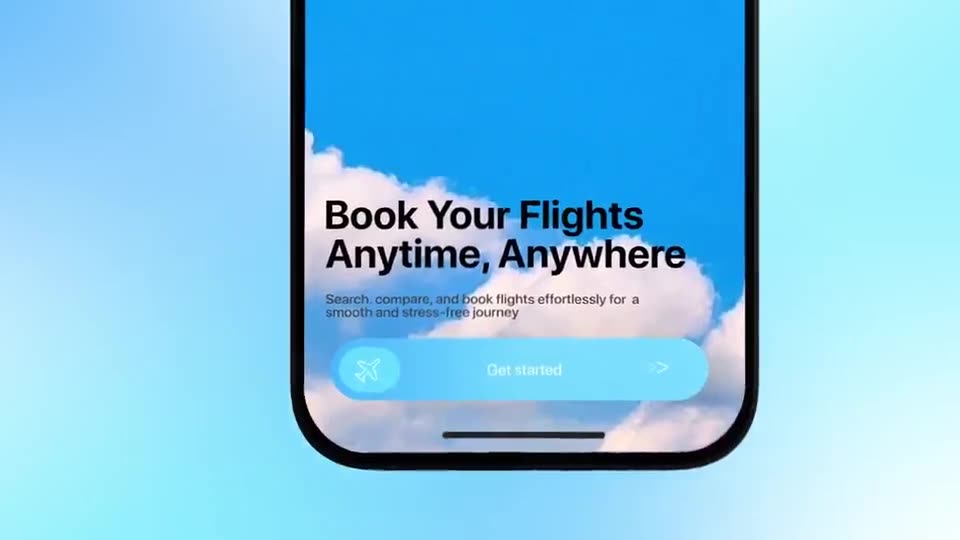 Book Your Flights
Anytime, Anywhere
Search. compare, and book flights effortlessly for a
smooth and stress-free journey
Get started
>>